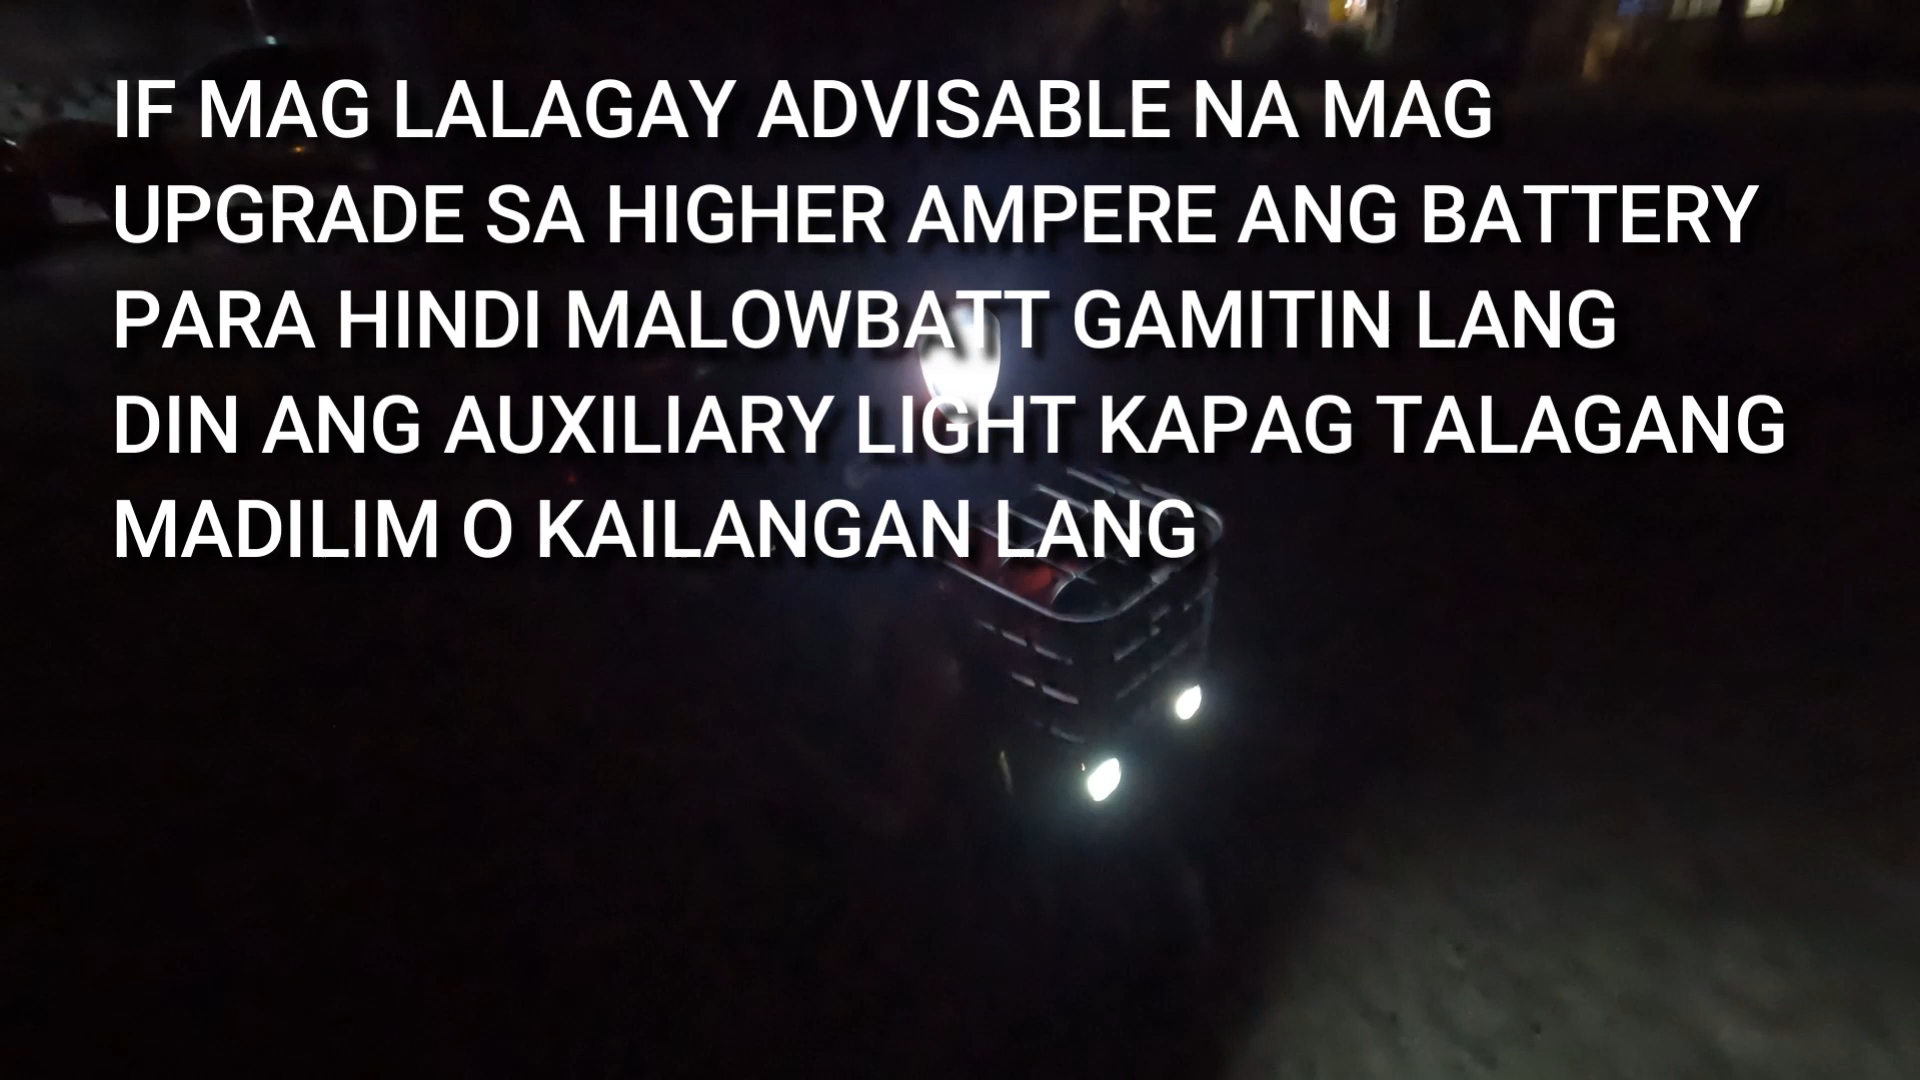 IF MAG LALAGAY ADVISABLE NA MAG
UPGRADE SA HIGHER AMPERE ANG BATTERY
PARA HINDI MALOWBATT GAMITIN LANG
DIN ANG AUXILIARY LIGHT KAPAG TALAGANG
MADILIM O KAILANGAN LANG